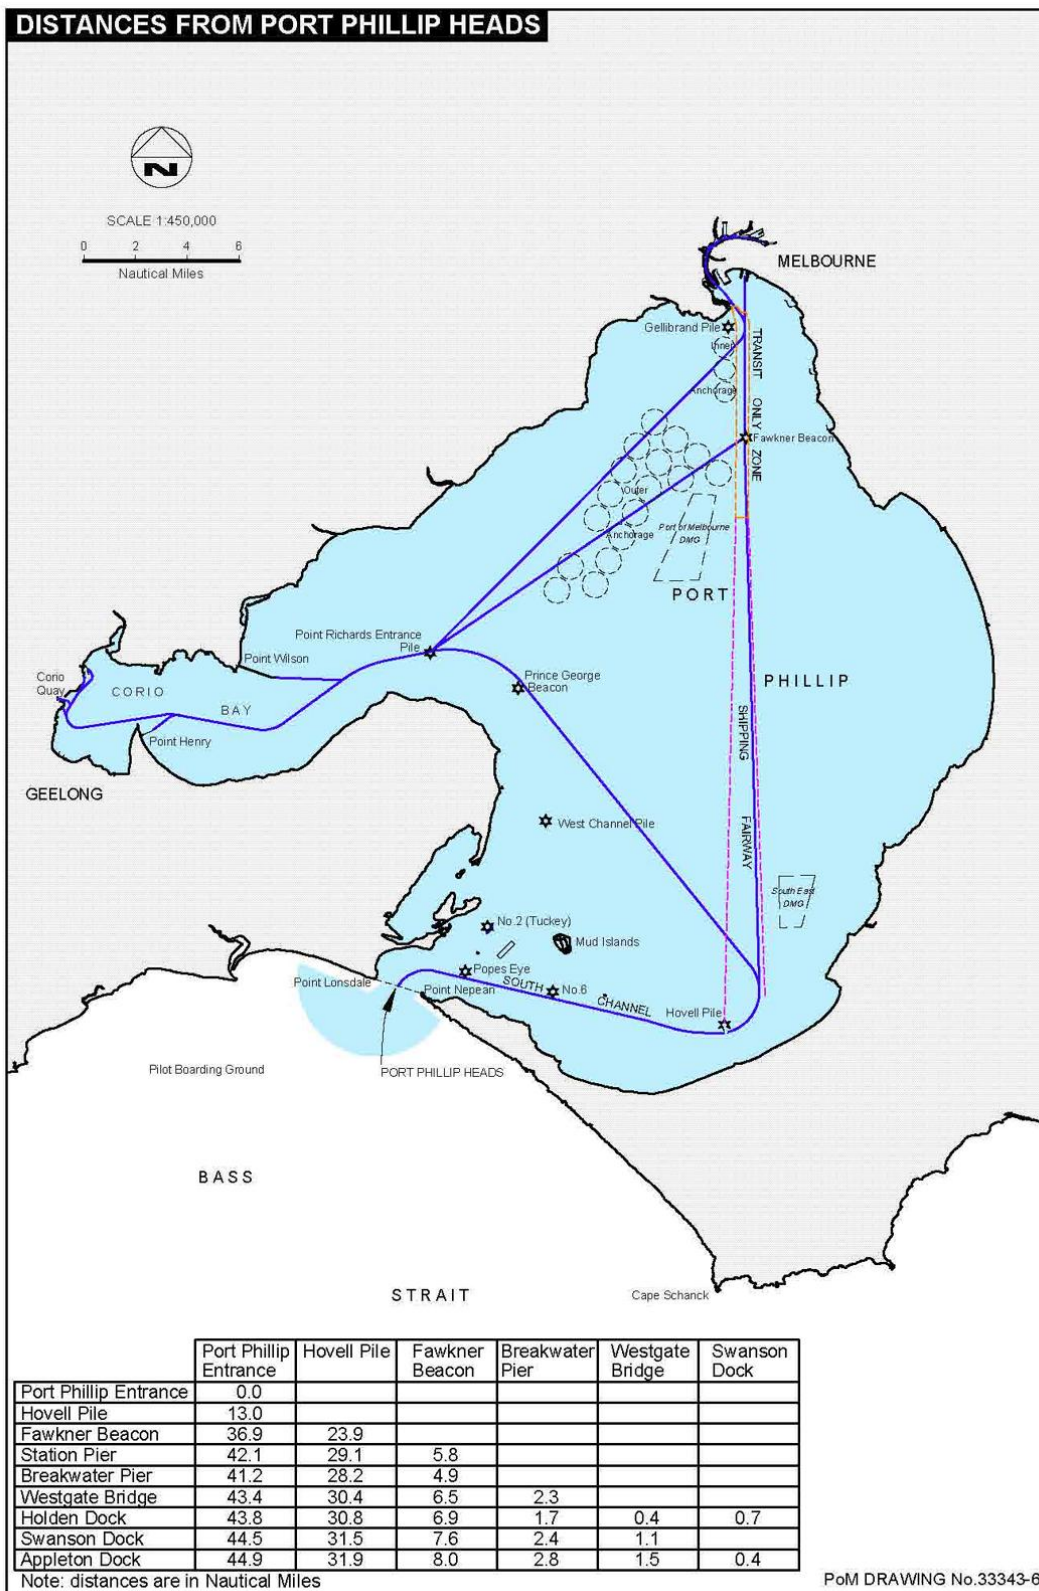 DISTANCES FROM PORT PHILLIP HEADS
N
SCALE 1:450,000
0 2 4 6
Nautical Miles
MELBOURNE
Gellibrand Pile
Inner
Anchorage
TRANSIT ONLY ZONE
Fawkner Beacon
Outer
Anchorage
Port of Melbourne
DMG
PORT
Point Richards Entrance
Pile
Point Wilson
Corio
Quay
CORIO
BAY
Prince George
Beacon
PHILLIP
Point Henry
SHIPPING
GEELONG
West Channel Pile
FAIRWAY
South East
DMG
No.2 (Tuckey)
Mud Islands
Popes Eye
Point Lonsdale
Point Nepean
SOUTH
No.6
CHANNEL
Hovell Pile
Pilot Boarding Ground
PORT PHILLIP HEADS
BASS
STRAIT
Cape Schanck
Port Phillip Entrance Hovell Pile Fawkner Beacon Breakwater Pier Westgate Bridge Swanson Dock
Port Phillip Entrance 0.0
Hovell Pile 13.0
Fawkner Beacon 36.9 23.9
Station Pier 42.1 29.1 5.8
Breakwater Pier 41.2 28.2 4.9
Westgate Bridge 43.4 30.4 6.5 2.3
Holden Dock 43.8 30.8 6.9 1.7 0.4 0.7
Swanson Dock 44.5 31.5 7.6 2.4 1.1
Appleton Dock 44.9 31.9 8.0 2.8 1.5 0.4
Note: distances are in Nautical Miles
PoM DRAWING No.33343-6